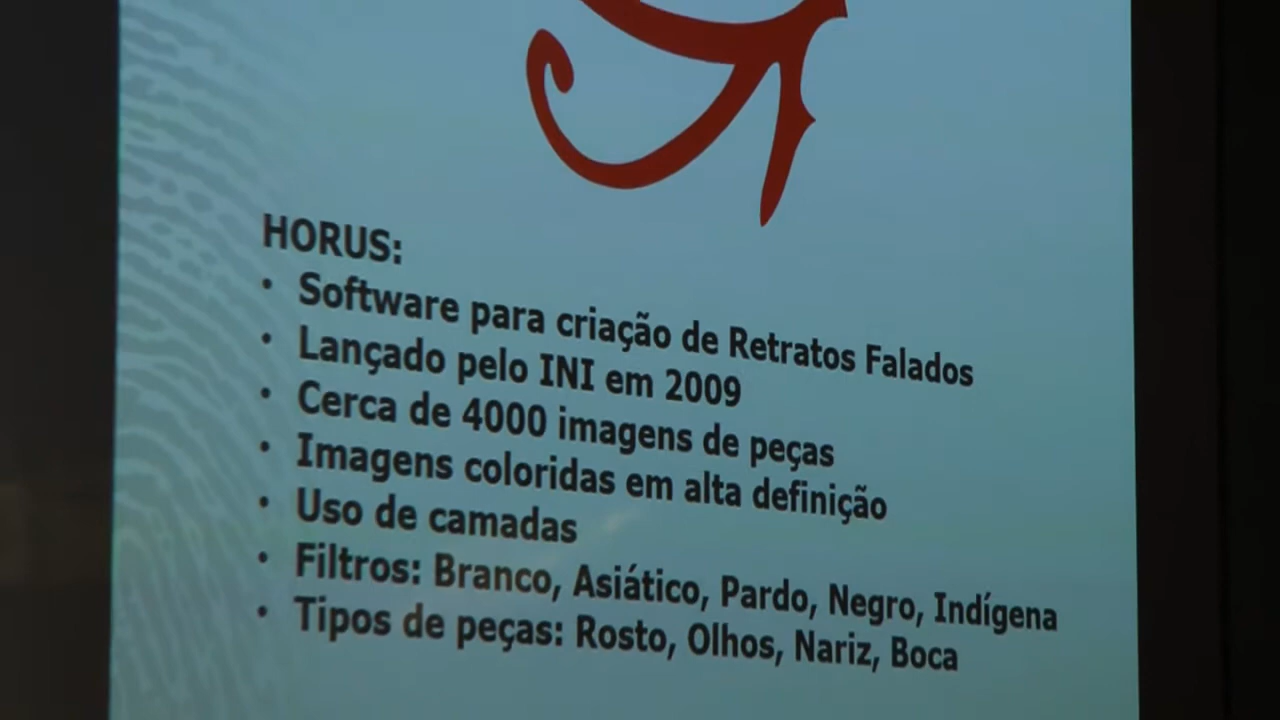 HORUS:
• Software para criação de Retratos Falados
• Lançado pelo INI em 2009
• Cerca de 4000 imagens de peças
• Imagens coloridas em alta definição
• Uso de camadas
• Filtros: Branco, Asiático, Pardo, Negro, Indígena
• Tipos de peças: Rosto, Olhos, Nariz, Boca